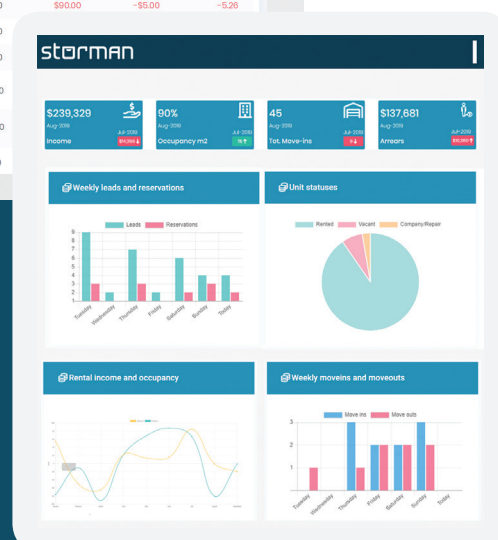 $90.00 -$5.00 -5.26
storman
$239,329
Aug-2019
Jul-2019
Income
90%
Aug-2019
Jul-2019
Occupancy m2
45
Aug-2019
Jul-2019
Tot. Move-ins
$137,681
Aug-2019
Jul-2019
Arrears
Weekly leads and reservations
Leads Reservations
9
8
7
6
5
4
3
2
1
Tuesday Wednesday Thursday Friday Saturday Sunday Today
Unit statuses
Rented Vacant Company/Repair
Rental income and occupancy
Weekly moveins and moveouts
Move ins Move outs
3
2
1
Tuesday Wednesday Thursday Friday Saturday Sunday Today